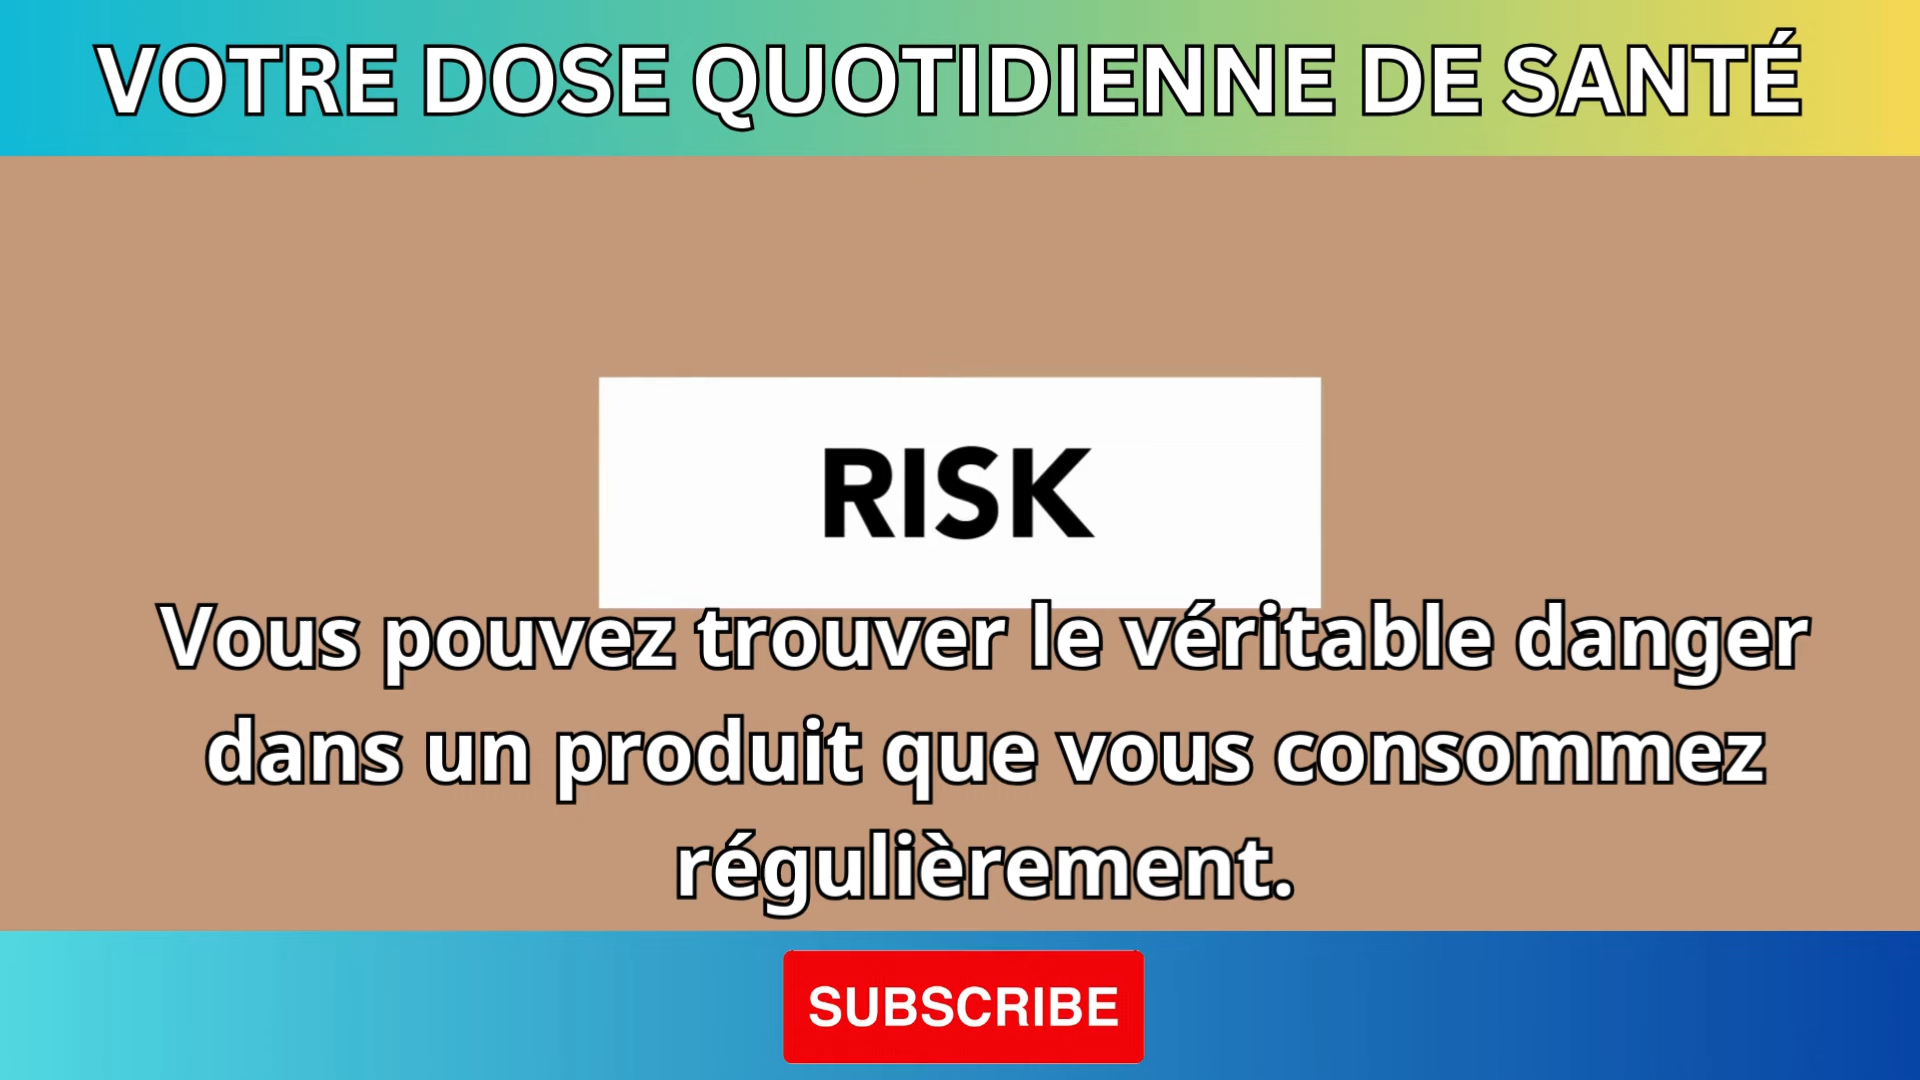 VOTRE DOSE QUOTIDIENNE DE SANTÉ
RISK
Vous pouvez trouver le véritable danger
dans un produit que vous consommez
régulièrement.
SUBSCRIBE